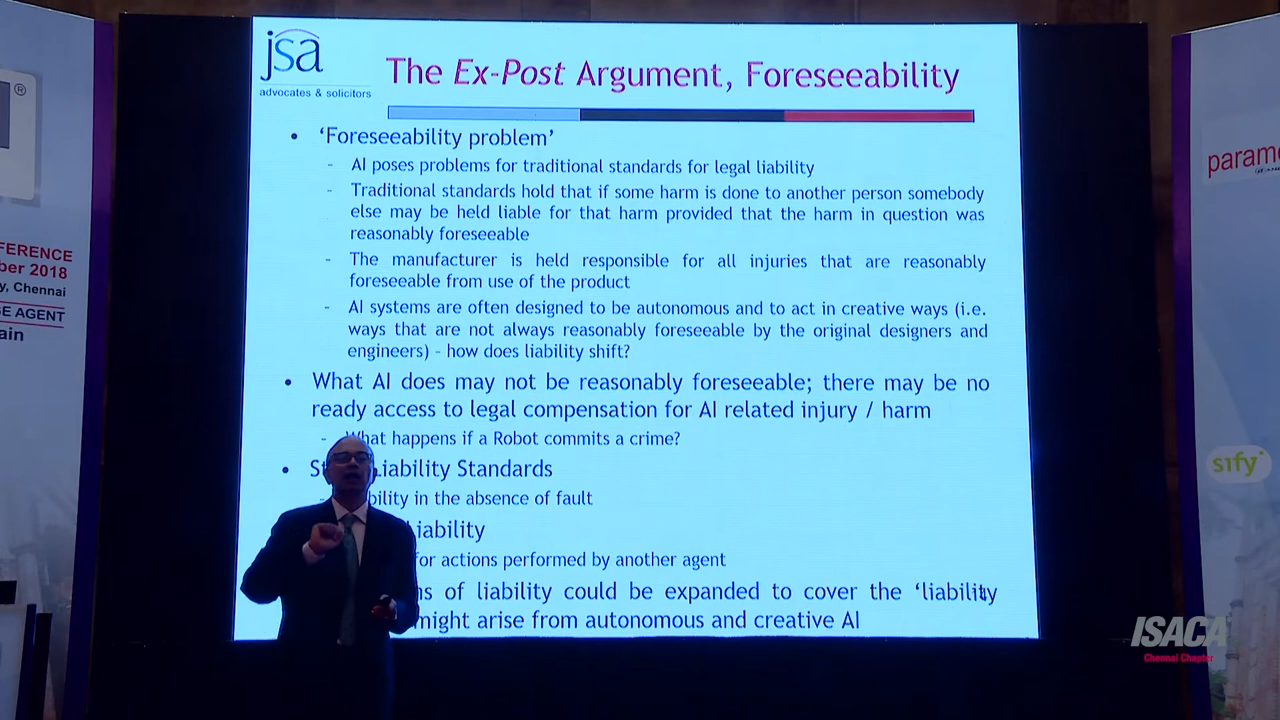 ®
FERENCE
ber 2018
y, Chennai
GE AGENT
ain
jsa
advocates & solicitors
The Ex-Post Argument, Foreseeability
• ‘Foreseeability problem’
- AI poses problems for traditional standards for legal liability
- Traditional standards hold that if some harm is done to another person somebody
else may be held liable for that harm provided that the harm in question was
reasonably foreseeable
- The manufacturer is held responsible for all injuries that are reasonably
foreseeable from use of the product
- AI systems are often designed to be autonomous and to act in creative ways (i.e.
ways that are not always reasonably foreseeable by the original designers and
engineers) – how does liability shift?
• What AI does may not be reasonably foreseeable; there may be no
ready access to legal compensation for AI related injury / harm
- What happens if a Robot commits a crime?
• St Liability Standards
- bility in the absence of fault
Liability
for actions performed by another agent
ns of liability could be expanded to cover the ‘liability
might arise from autonomous and creative AI
param
sify
ISACA
Chennai Chapter